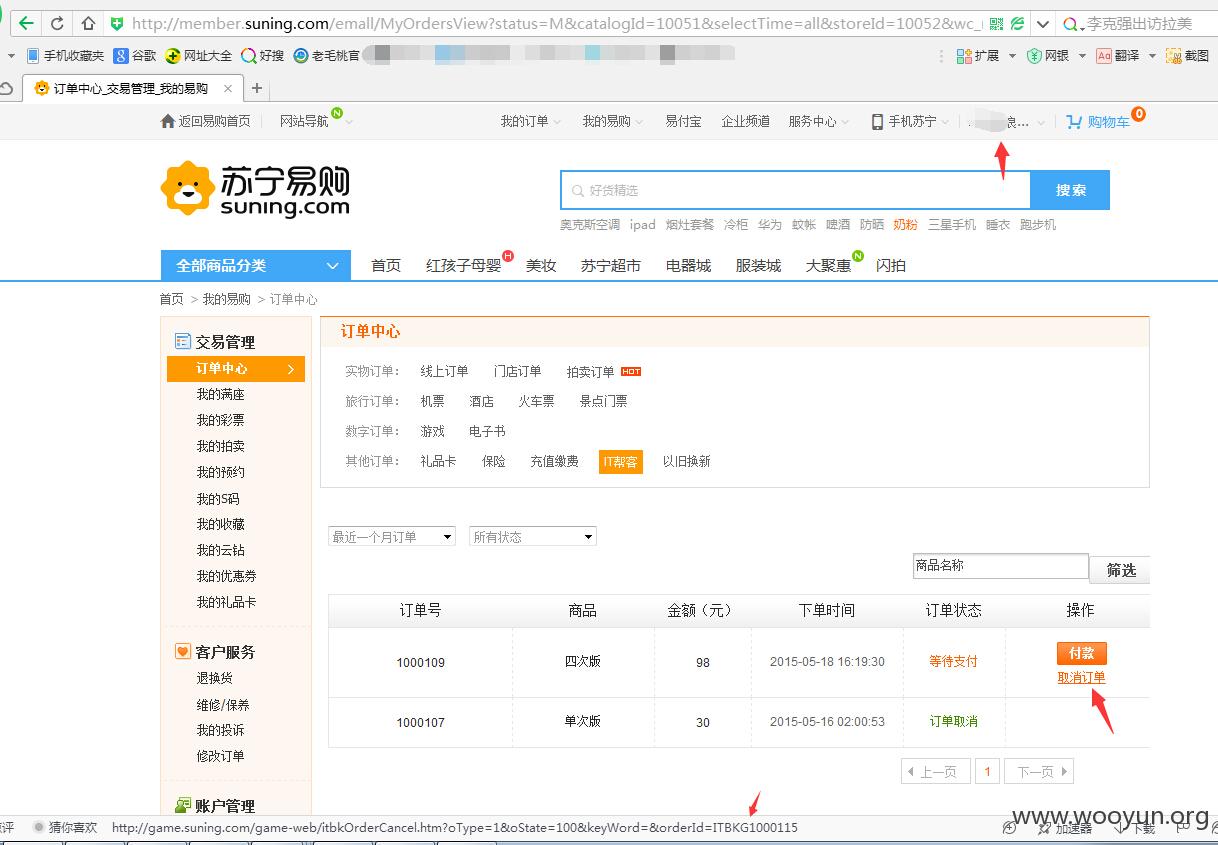 http://member.suning.com/emall/MyOrdersView?status=M&catalogId=10051&selectTime=all&storeId=10052&wc_
李克强出访拉美
手机收藏夹 谷歌 网址大全 好搜 老毛桃官
扩展 网银 翻译 截图
订单中心_交易管理_我的易购
返回易购首页 网站导航 N 我的订单 我的易购 易付宝 企业频道 服务中心 手机苏宁 购物车 0
苏宁易购
suning.com
好货精选 搜索
奥克斯空调 ipad 烟灶套餐 冷柜 华为 蚊帐 啤酒 防晒 奶粉 三星手机 睡衣 跑步机
全部商品分类 首页 红孩子母婴 H 美妆 苏宁超市 电器城 服装城 大聚惠 N 闪拍
首页 > 我的易购 > 订单中心
交易管理
订单中心
我的满座
我的彩票
我的拍卖
我的预约
我的S码
我的收藏
我的云钻
我的优惠券
我的礼品卡
客户服务
退换货
维修/保养
我的投诉
修改订单
账户管理
订单中心
实物订单： 线上订单 门店订单 拍卖订单 HOT
旅行订单： 机票 酒店 火车票 景点门票
数字订单： 游戏 电子书
其他订单： 礼品卡 保险 充值缴费 IT帮客 以旧换新
最近一个月订单 所有状态
商品名称 筛选
订单号 商品 金额（元） 下单时间 订单状态 操作
1000109 四次版 98 2015-05-18 16:19:30 等待支付 付款
取消订单
1000107 单次版 30 2015-05-16 02:00:53 订单取消
上一页 1 下一页
猜你喜欢 http://game.suning.com/game-web/itbkOrderCancel.htm?oType=1&oState=100&keyWord=&orderId=ITBKG1000115
加速器 下载
www.wooyun.org